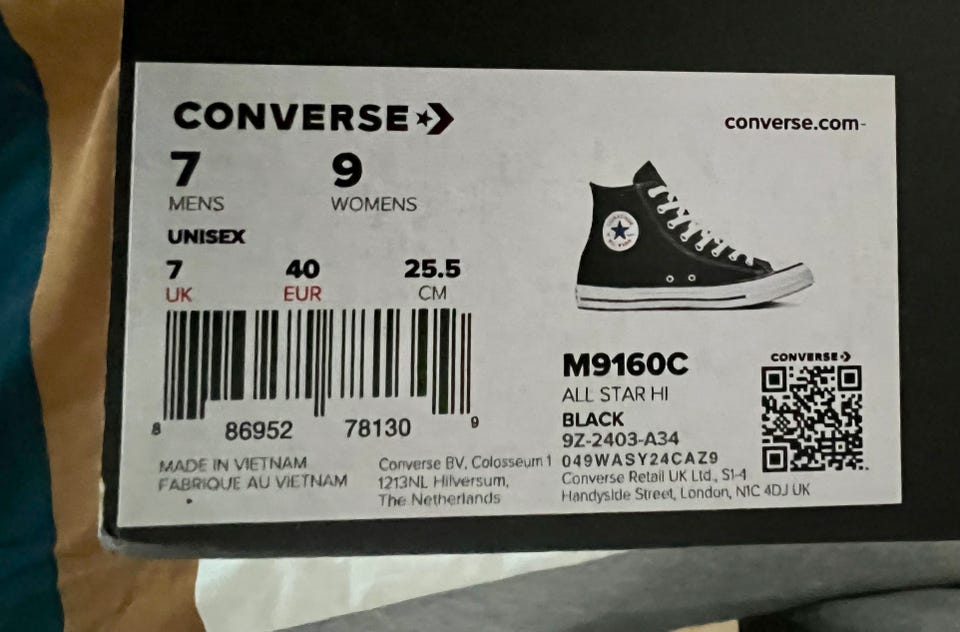 CONVERSE
converse.com
7 9
MENS WOMENS
UNISEX
7 40 25.5
UK EUR CM
8 86952 78130 9
MADE IN VIETNAM
FABRIQUE AU VIETNAM
Converse BV, Colosseum 1
1213NL Hilversum,
The Netherlands
M9160C
ALL STAR HI
BLACK
9Z-2403-A34
049WASY24CAZ9
Converse Retail UK Ltd., S1-4
Handyside Street, London, N1C 4DJ UK
CONVERSE